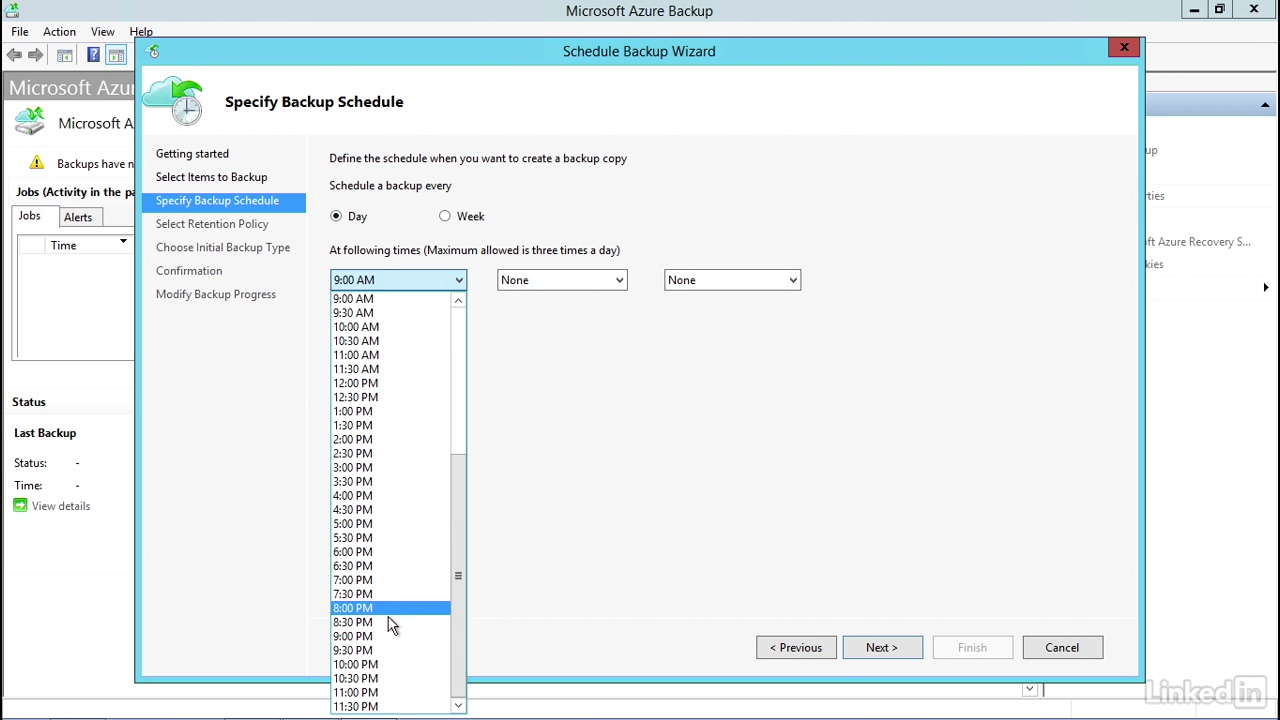 Microsoft Azure Backup
File Action View Help
Schedule Backup Wizard
Microsoft Azur
Specify Backup Schedule
Microsoft A
Getting started
Define the schedule when you want to create a backup copy
up
Backups have n
Select Items to Backup
Schedule a backup every
Jobs (Activity in the pa
Specify Backup Schedule
erties
Jobs Alerts
Select Retention Policy
Day Week
Time
Choose Initial Backup Type
At following times (Maximum allowed is three times a day)
ft Azure Recovery S...
Confirmation
kies
9:00 AM None None
Modify Backup Progress
9:00 AM
9:30 AM
10:00 AM
10:30 AM
11:00 AM
11:30 AM
12:00 PM
12:30 PM
1:00 PM
1:30 PM
2:00 PM
2:30 PM
3:00 PM
3:30 PM
4:00 PM
4:30 PM
5:00 PM
5:30 PM
6:00 PM
6:30 PM
7:00 PM
7:30 PM
8:00 PM
8:30 PM
9:00 PM
9:30 PM
10:00 PM
10:30 PM
11:00 PM
11:30 PM
Status
Last Backup
Status: -
Time: -
View details
< Previous Next > Finish Cancel
Linked in